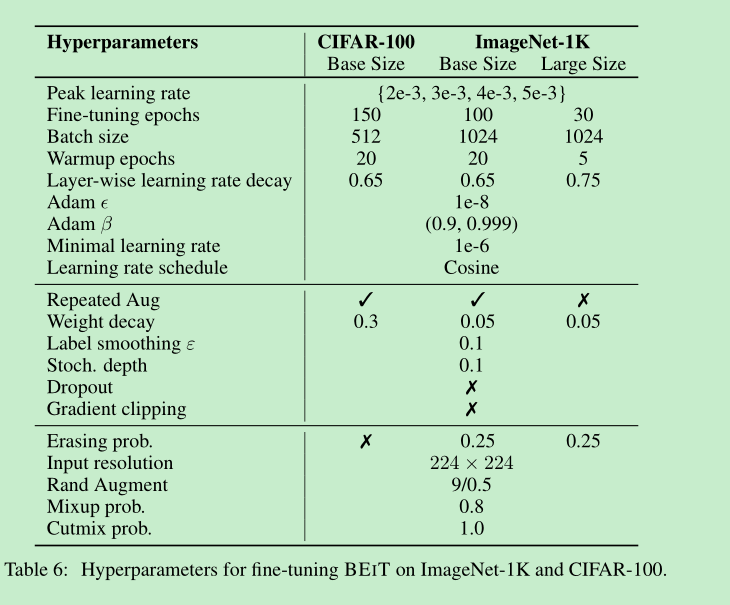 Hyperparameters CIFAR-100 ImageNet-1K
Base Size Base Size Large Size
Peak learning rate {2e-3, 3e-3, 4e-3, 5e-3}
Fine-tuning epochs 150 100 30
Batch size 512 1024 1024
Warmup epochs 20 20 5
Layer-wise learning rate decay 0.65 0.65 0.75
Adam ϵ 1e-8
Adam β (0.9, 0.999)
Minimal learning rate 1e-6
Learning rate schedule Cosine
Repeated Aug ✓ ✓ ✗
Weight decay 0.3 0.05 0.05
Label smoothing ε 0.1
Stoch. depth 0.1
Dropout ✗
Gradient clipping ✗
Erasing prob. ✗ 0.25 0.25
Input resolution 224 × 224
Rand Augment 9/0.5
Mixup prob. 0.8
Cutmix prob. 1.0
Table 6: Hyperparameters for fine-tuning BEIT on ImageNet-1K and CIFAR-100.